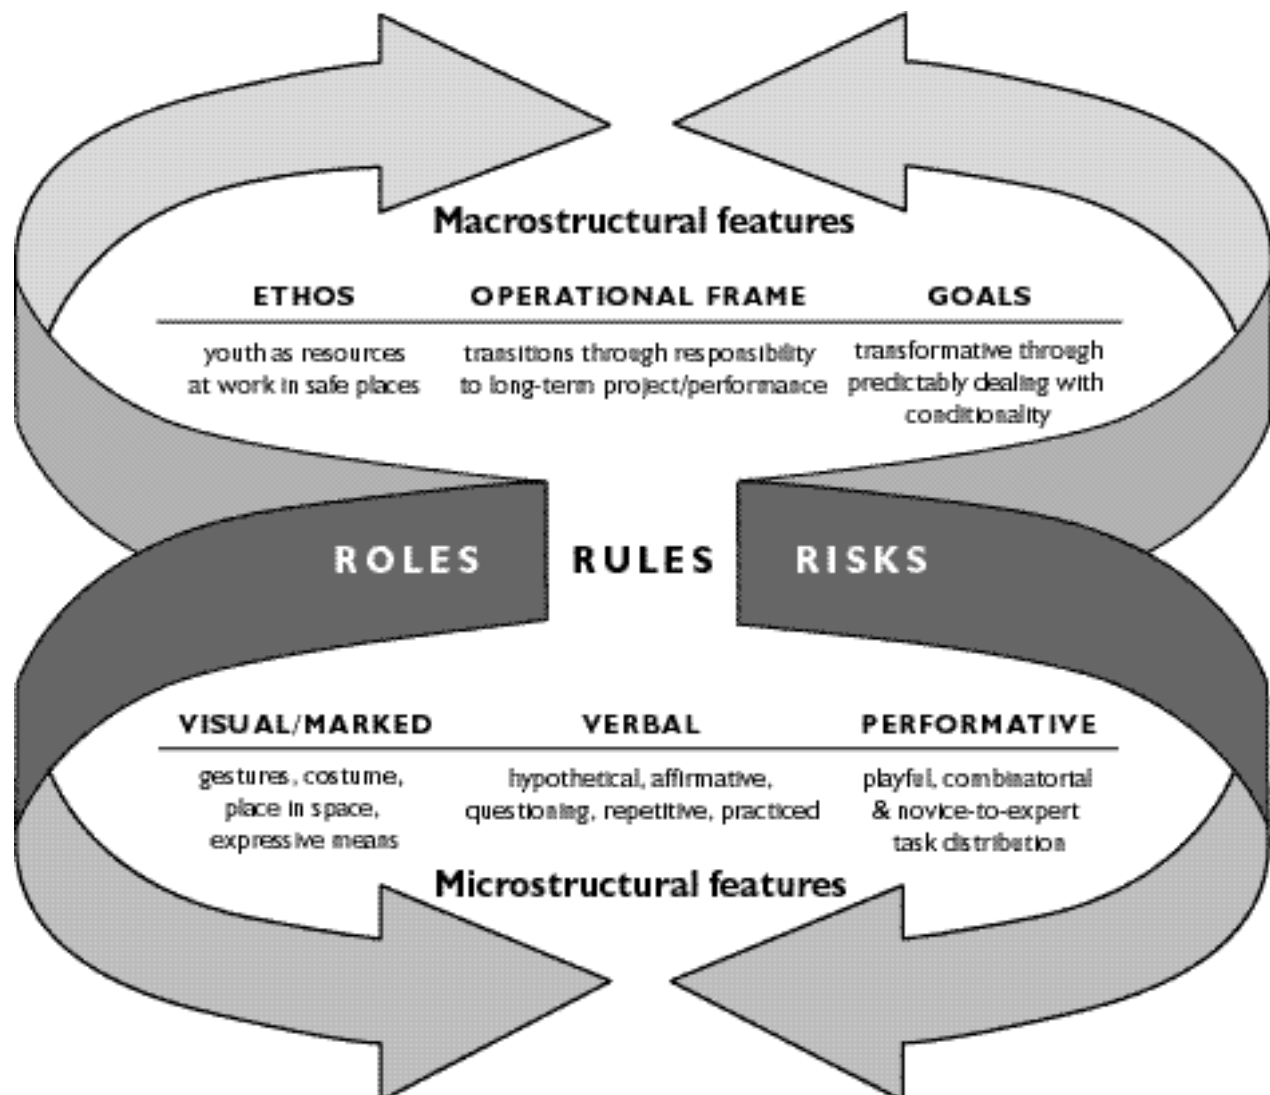 Macrostructural features
ETHOS OPERATIONAL FRAME GOALS
youth as resources
at work in safe places
transitions through responsibility
to long-term project/performance
transformative through
predictably dealing with
conditionality
ROLES RULES RISKS
VISUAL/MARKED VERBAL PERFORMATIVE
gestures, costume,
place in space,
expressive means
hypothetical, affirmative,
questioning, repetitive, practiced
playful, combinatorial
& novice-to-expert
task distribution
Microstructural features